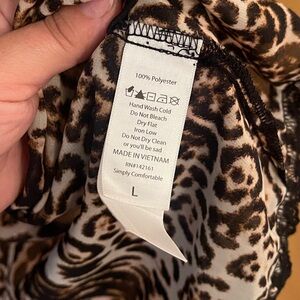 100% Polyester
Hand Wash Cold
Do Not Bleach
Dry Flat
Iron Low
Do Not Dry Clean
or you'll be sad
MADE IN VIETNAM
RN#142161
Simply Comfortable
L